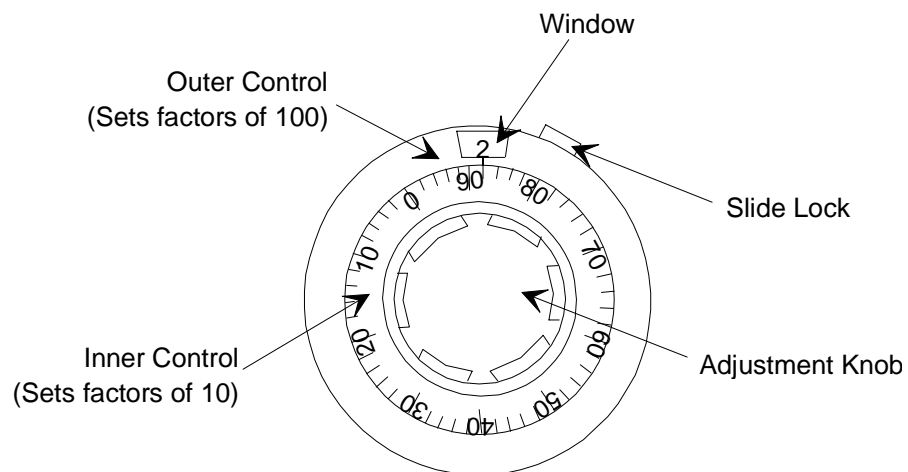 Window
Outer Control
(Sets factors of 100)
2
90
80
0
Slide Lock
70
10
Inner Control
(Sets factors of 10)
20
60
Adjustment Knob
30
50
40